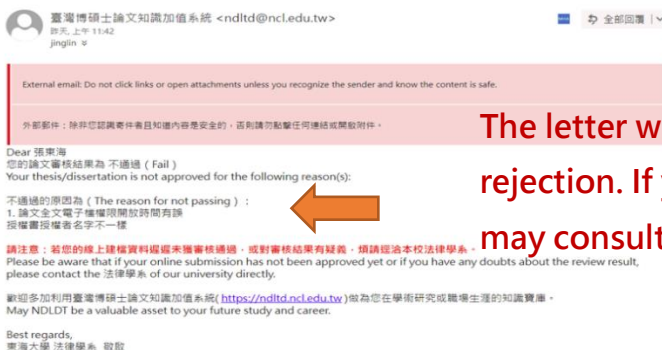 臺灣博碩士論文知識加值系統 <ndltd@ncl.edu.tw>
昨天, 上午 11:42
jinglin
全部回覆
External email: Do not click links or open attachments unless you recognize the sender and know the content is safe.
外部郵件：除非您認識寄件者且知道內容是安全的，否則請勿點擊任何連結或開啟附件。
Dear 張東海
您的論文審核結果為 不通過（Fail）
Your thesis/dissertation is not approved for the following reason(s):
不通過的原因為（The reason for not passing）：
1. 論文全文電子檔權限開放時間有誤
授權書授權者名字不一樣
The letter w
rejection. If
may consult
請注意：若您的線上建檔資料遲遲未獲審核通過，或對審核結果有疑義，煩請逕洽本校法律學系。
Please be aware that if your online submission has not been approved yet or if you have any doubts about the review result,
please contact the 法律學系 of our university directly.
歡迎多加利用臺灣博碩士論文知識加值系統( https://ndltd.ncl.edu.tw )做為您在學術研究或職場生涯的知識寶庫。
May NDLDT be a valuable asset to your future study and career.
Best regards,
東海大學 法律學系 敬啟